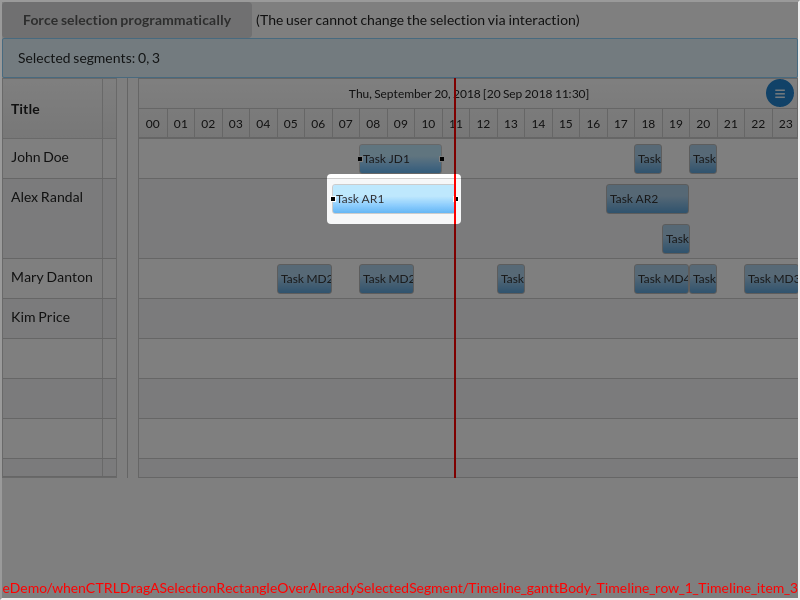 Force selection programmatically (The user cannot change the selection via interaction)
Selected segments: 0, 3
Title
Thu, September 20, 2018 [20 Sep 2018 11:30]
00 01 02 03 04 05 06 07 08 09 10 11 12 13 14 15 16 17 18 19 20 21 22 23
John Doe
Task JD1 Task Task
Alex Randal
Task AR1 Task AR2
Task
Mary Danton
Task MD2 Task MD2 Task Task MD4 Task Task MD3
Kim Price
eDemo/whenCTRLDragASelectionRectangleOverAlreadySelectedSegment/Timeline_ganttBody_Timeline_row_1_Timeline_item_3